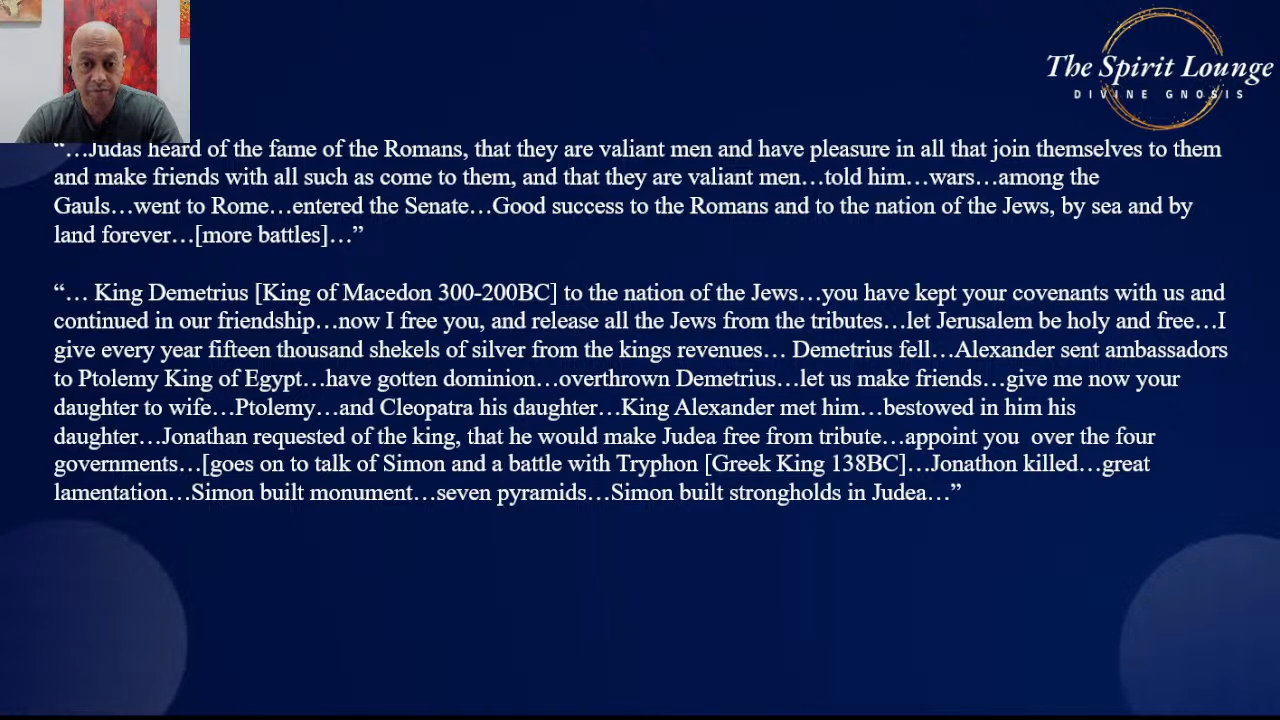 The Spirit Lounge
DIVINE GNOSIS
“…Judas heard of the fame of the Romans, that they are valiant men and have pleasure in all that join themselves to them
and make friends with all such as come to them, and that they are valiant men…told him…wars…among the
Gauls…went to Rome…entered the Senate…Good success to the Romans and to the nation of the Jews, by sea and by
land forever…[more battles]…”
“… King Demetrius [King of Macedon 300-200BC] to the nation of the Jews…you have kept your covenants with us and
continued in our friendship…now I free you, and release all the Jews from the tributes…let Jerusalem be holy and free…I
give every year fifteen thousand shekels of silver from the kings revenues… Demetrius fell…Alexander sent ambassadors
to Ptolemy King of Egypt…have gotten dominion…overthrown Demetrius…let us make friends…give me now your
daughter to wife…Ptolemy…and Cleopatra his daughter…King Alexander met him…bestowed in him his
daughter…Jonathan requested of the king, that he would make Judea free from tribute…appoint you over the four
governments…[goes on to talk of Simon and a battle with Tryphon [Greek King 138BC]…Jonathon killed…great
lamentation…Simon built monument…seven pyramids…Simon built strongholds in Judea…”